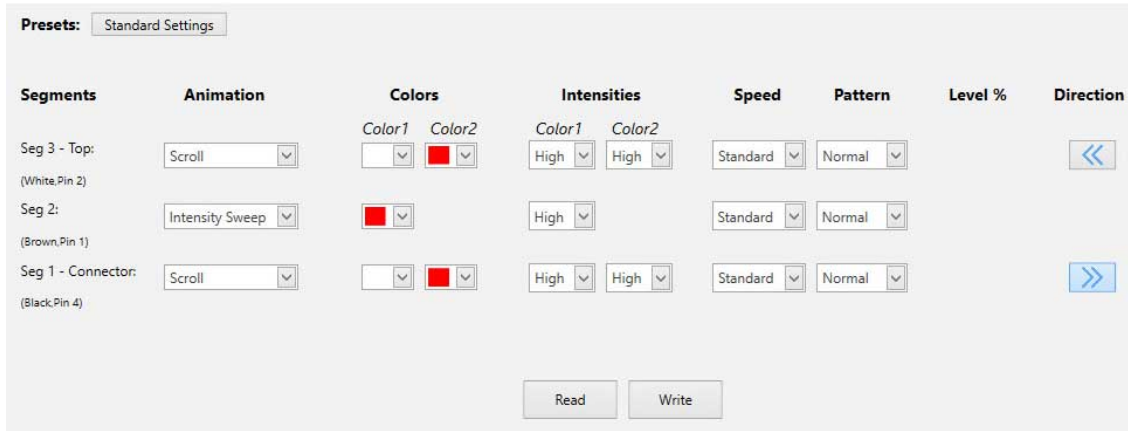 Presets: Standard Settings
Segments Animation Colors Intensities Speed Pattern Level % Direction
Color1 Color2 Color1 Color2
Seg 3 - Top: Scroll High High Standard Normal
(White,Pin 2)
Seg 2: Intensity Sweep High Standard Normal
(Brown,Pin 1)
Seg 1 - Connector: Scroll High High Standard Normal
(Black,Pin 4)
Read Write